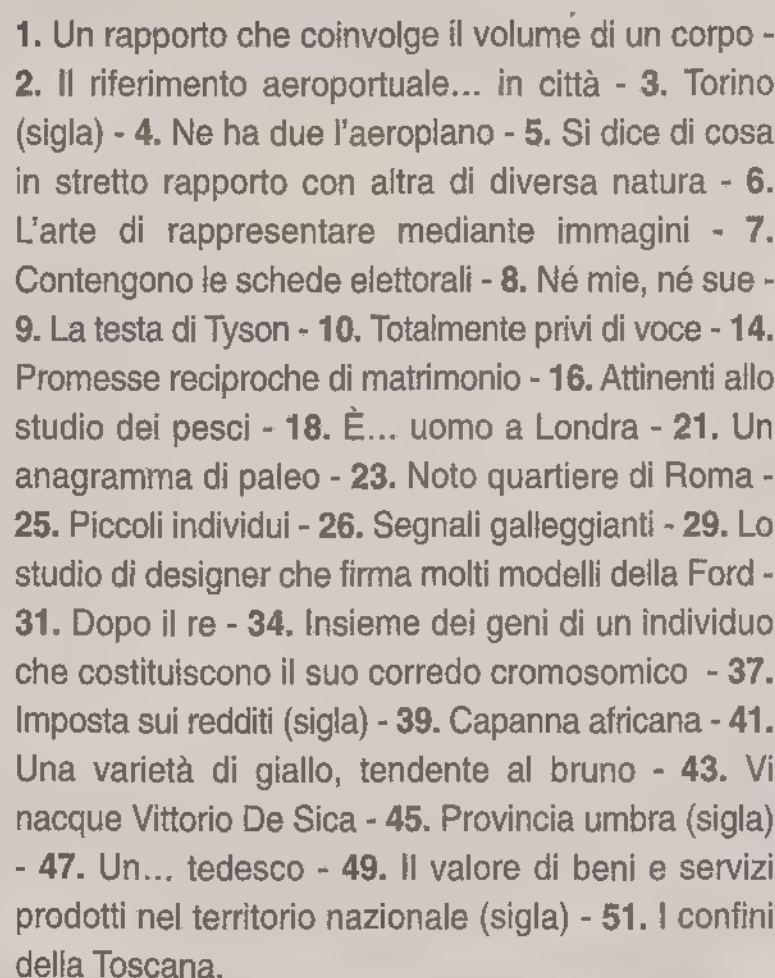 1. Un rapporto che coinvolge il volume di un corpo -
2. Il riferimento aeroportuale... in città - 3. Torino
(sigla) - 4. Ne ha due l'aeroplano - 5. Si dice di cosa
in stretto rapporto con altra di diversa natura - 6.
L'arte di rappresentare mediante immagini - 7.
Contengono le schede elettorali - 8. Né mie, né sue -
9. La testa di Tyson - 10. Totalmente privi di voce - 14.
Promesse reciproche di matrimonio - 16. Attinenti allo
studio dei pesci - 18. È... uomo a Londra - 21. Un
anagramma di paleo - 23. Noto quartiere di Roma -
25. Piccoli individui - 26. Segnali galleggianti - 29. Lo
studio di designer che firma molti modelli della Ford -
31. Dopo il re - 34. Insieme dei geni di un individuo
che costituiscono il suo corredo cromosomico - 37.
Imposta sui redditi (sigla) - 39. Capanna africana - 41.
Una varietà di giallo, tendente al bruno - 43. Vi
nacque Vittorio De Sica - 45. Provincia umbra (sigla)
- 47. Un... tedesco - 49. Il valore di beni e servizi
prodotti nel territorio nazionale (sigla) - 51. I confini
della Toscana.